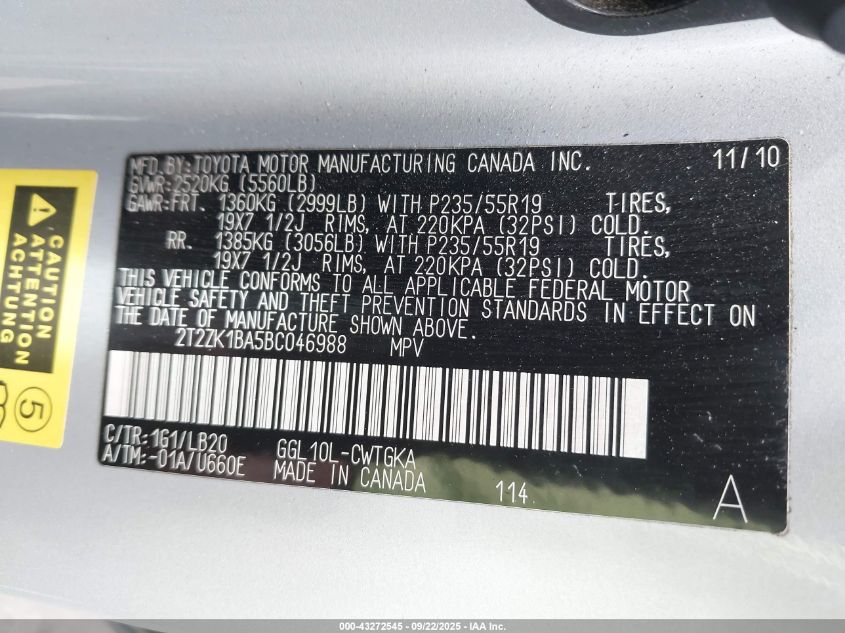 MFD.BY:TOYOTA MOTOR MANUFACTURING CANADA INC. 11/10
GVWR:2520KG (5560LB)
GAWR:FRT. 1360KG (2999LB) WITH P235/55R19 TIRES,
19X7 1/2J RIMS, AT 220KPA (32PSI) COLD.
RR. 1385KG (3056LB) WITH P235/55R19 TIRES,
19X7 1/2J RIMS, AT 220KPA (32PSI) COLD.
THIS VEHICLE CONFORMS TO ALL APPLICABLE FEDERAL MOTOR
VEHICLE SAFETY AND THEFT PREVENTION STANDARDS IN EFFECT ON
THE DATE OF MANUFACTURE SHOWN ABOVE.
2T2ZK1BA5BC046988 MPV
C/TR:1G1/LB20 GGL10L-CWTGKA
A/TM:-01A/U660E MADE IN CANADA 114 A
CAUTION
ATTENTION
ACHTUNG
5
000-43272545 - 09/22/2025 - IAA Inc.